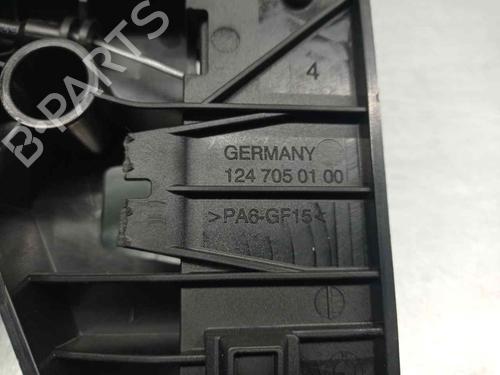 4
GERMANY
124 705 01 00
>PA6-GF15<
B-PARTS